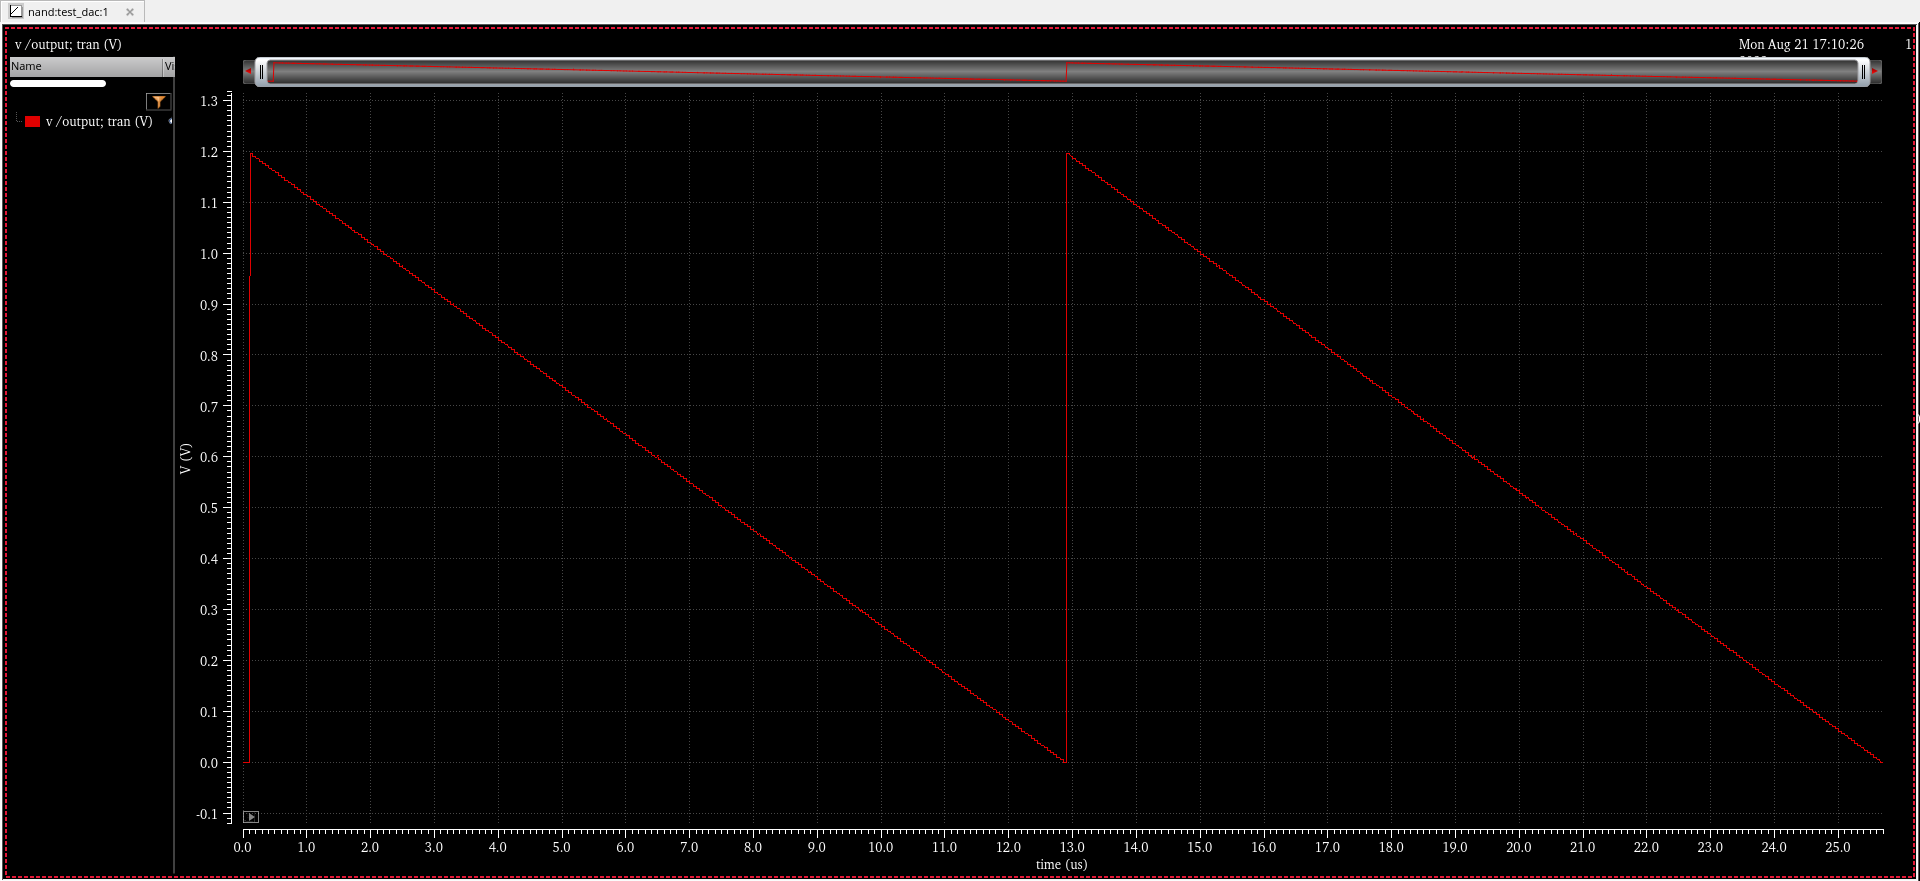 nand:test_dac:1
v /output; tran (V)
Mon Aug 21 17:10:26
1
Name
Vi
v /output; tran (V)
1.3
1.2
1.1
1.0
0.9
0.8
0.7
0.6
0.5
0.4
0.3
0.2
0.1
0.0
-0.1
V (V)
0.0 1.0 2.0 3.0 4.0 5.0 6.0 7.0 8.0 9.0 10.0 11.0 12.0 13.0 14.0 15.0 16.0 17.0 18.0 19.0 20.0 21.0 22.0 23.0 24.0 25.0
time (us)